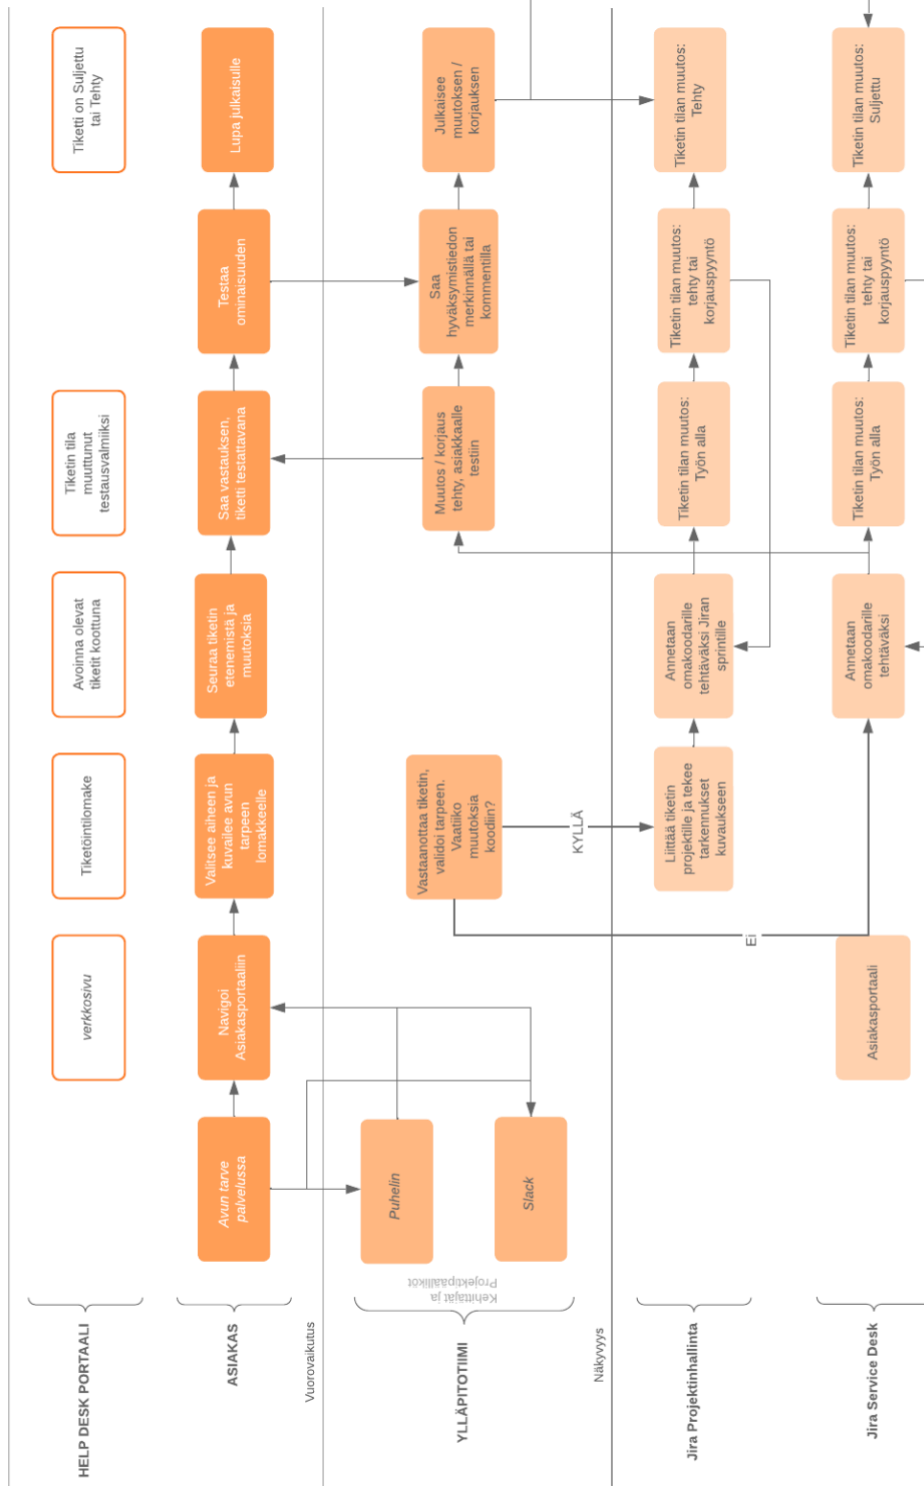 HELP DESK PORTAALI
verkkosivu
Tiketöintilomake
Avoinna olevat
tiketit koottuna
Tiketin tila
muuttunut
testausvalmiiksi
Tiketti on Suljettu
tai Tehty
ASIAKAS
Avun tarve
palvelussa
Navigoi
Asiakasportaaliin
Valitsee aiheen ja
kuvailee avun
tarpeen
lomakkeelle
Seuraa tiketin
etenemistä ja
muutoksia
Saa vastauksen,
tiketti testattavana
Testaa
ominaisuuden
Lupa julkaisulle
Vuorovaikutus
YLLÄPITOTIIMI
Kehittäjät ja
Projektipäälliköt
Puhelin
Slack
Vastaanottaa tiketin,
validoi tarpeen.
Vaatiiko
muutoksia
koodiin?
Muutos / korjaus
tehty, asiakkaalle
testiin
Saa
hyväksymistiedon
merkinnällä tai
kommentilla
Julkaisee
muutoksen /
korjauksen
KYLLÄ
Näkyvyys
Jira Projektinhallinta
Liittää tiketin
projektille ja tekee
tarkennukset
kuvaukseen
Annetaan
omakoodarille
tehtäväksi Jiran
sprintille
Tiketin tilan muutos:
Työn alla
Tiketin tilan muutos:
tehty tai
korjauspyyntö
Tiketin tilan muutos:
Tehty
Ei
Jira Service Desk
Asiakasportaali
Annetaan
omakoodarille
tehtäväksi
Tiketin tilan muutos:
Työn alla
Tiketin tilan muutos:
tehty tai
korjauspyyntö
Tiketin tilan muutos:
Suljettu